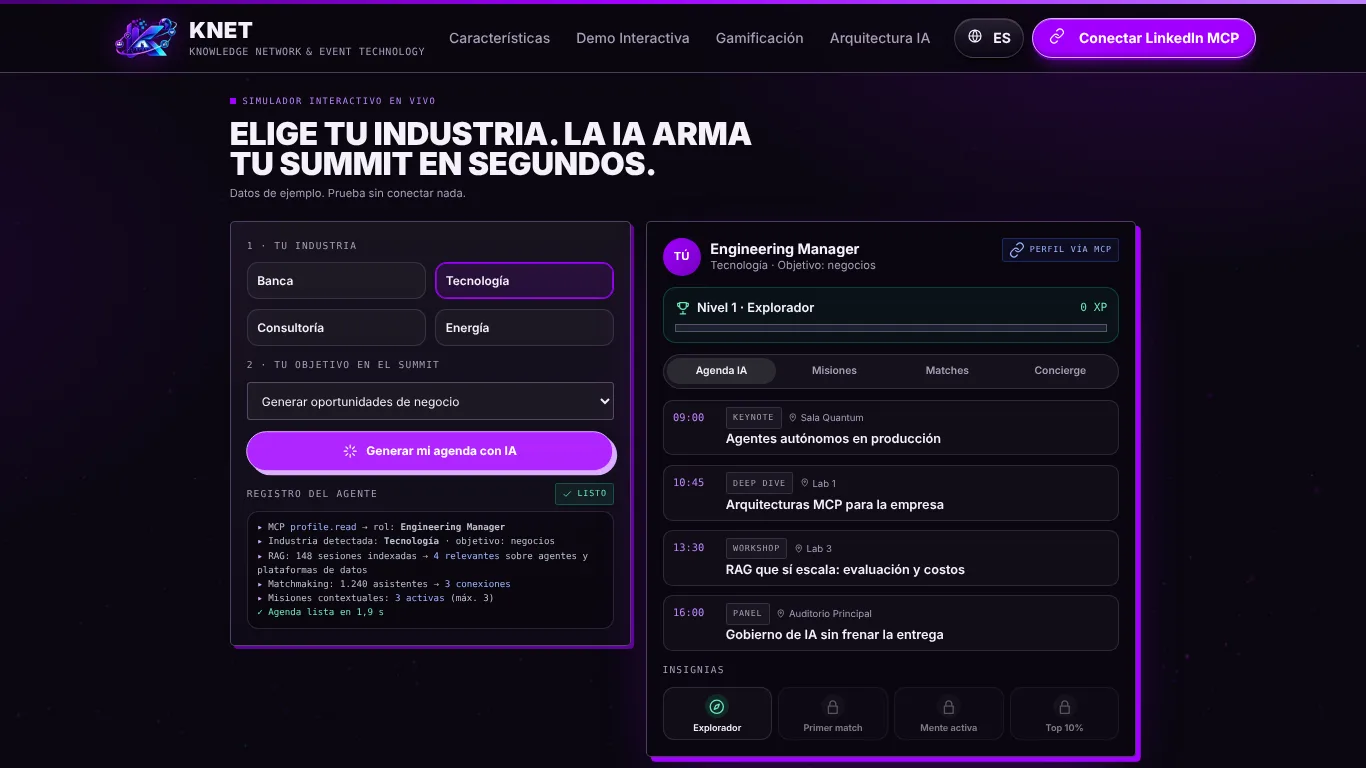 KNET
KNOWLEDGE NETWORK & EVENT TECHNOLOGY
Características
Demo Interactiva
Gamificación
Arquitectura IA
ES
Conectar LinkedIn MCP
SIMULADOR INTERACTIVO EN VIVO
ELIGE TU INDUSTRIA. LA IA ARMA
TU SUMMIT EN SEGUNDOS.
Datos de ejemplo. Prueba sin conectar nada.
1 · TU INDUSTRIA
Banca
Tecnología
Consultoría
Energía
2 · TU OBJETIVO EN EL SUMMIT
Generar oportunidades de negocio
Generar mi agenda con IA
REGISTRO DEL AGENTE
✓ LISTO
▸ MCP profile.read → rol: Engineering Manager
▸ Industria detectada: Tecnología · objetivo: negocios
▸ RAG: 148 sesiones indexadas → 4 relevantes sobre agentes y
plataformas de datos
▸ Matchmaking: 1.240 asistentes → 3 conexiones
▸ Misiones contextuales: 3 activas (máx. 3)
✓ Agenda lista en 1,9 s
TÚ
Engineering Manager
Tecnología · Objetivo: negocios
PERFIL VÍA MCP
Nivel 1 · Explorador
0 XP
Agenda IA
Misiones
Matches
Concierge
09:00
KEYNOTE
Sala Quantum
Agentes autónomos en producción
10:45
DEEP DIVE
Lab 1
Arquitecturas MCP para la empresa
13:30
WORKSHOP
Lab 3
RAG que sí escala: evaluación y costos
16:00
PANEL
Auditorio Principal
Gobierno de IA sin frenar la entrega
INSIGNIAS
Explorador
Primer match
Mente activa
Top 10%